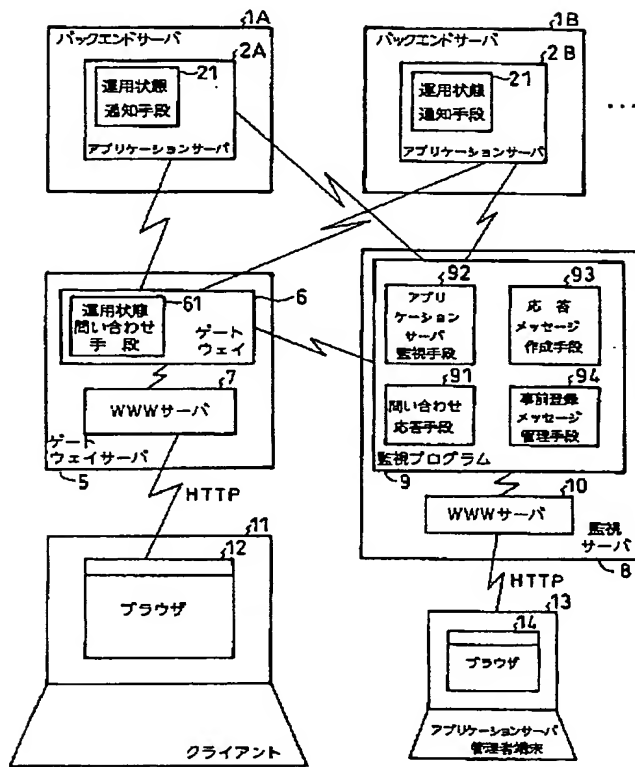 1A
バックエンドサーバ
2A
21
運用状態
通知手段
アプリケーションサーバ
1B
バックエンドサーバ
2B
21
運用状態
通知手段
アプリケーションサーバ
...
6
61
運用状態
問い合わせ
手段
ゲート
ウェイ
7
WWWサーバ
ゲート
ウェイサーバ
5
HTTP
92
アプリ
ケーション
サーバ
監視手段
93
応答
メッセージ
作成手段
91
問い合わせ
応答手段
94
事前登録
メッセージ
管理手段
監視プログラム
9
10
WWWサーバ
監視
サーバ
8
HTTP
11
12
ブラウザ
クライアント
13
14
ブラウザ
アプリケーションサーバ
管理者端末